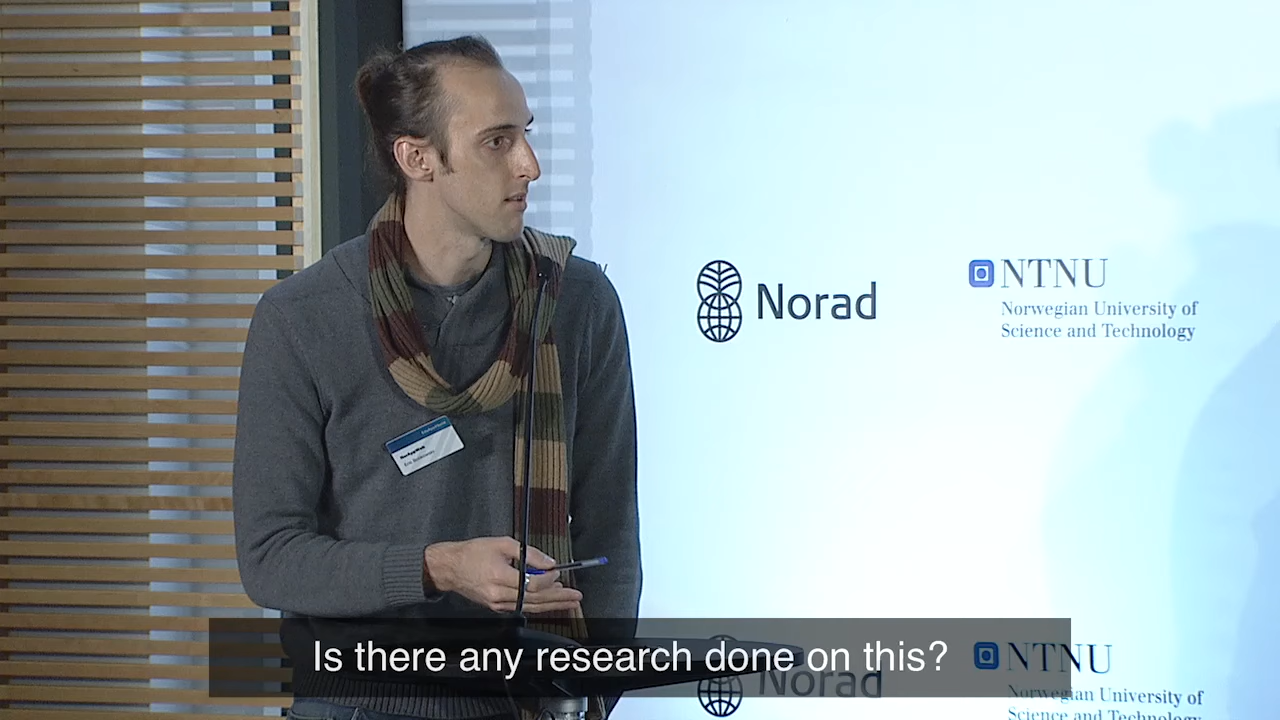 Norad
NTNU
Norwegian University of
Science and Technology
Is there any research done on this?
Norad
NTNU
Norwegian University of
Science and Technology